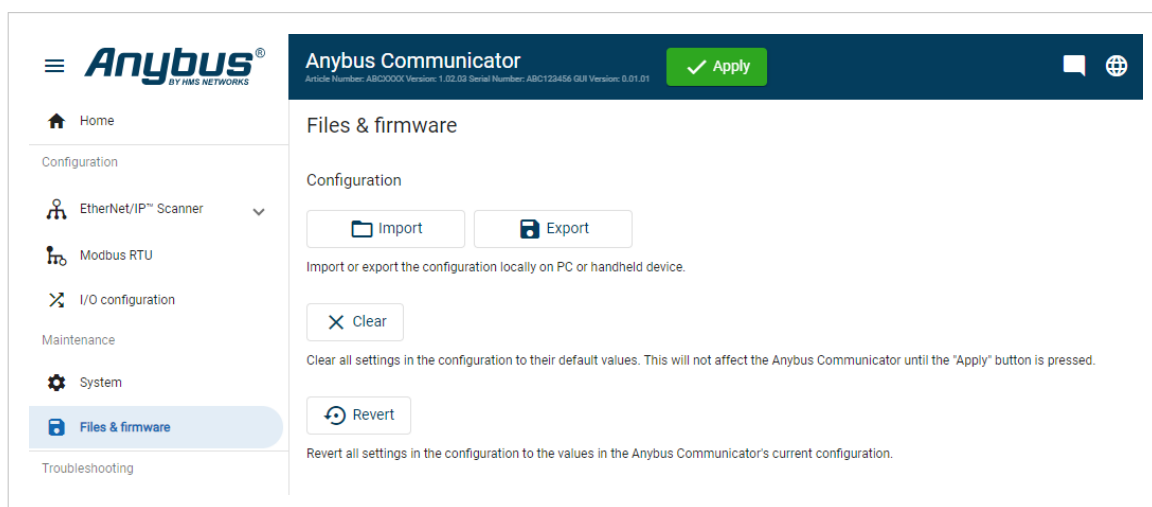 Anybus®
BY HMS NETWORKS
Anybus Communicator
Article Number: ABCXXXX Version: 1.02.03 Serial Number: ABC123456 GUI Version: 0.01.01
Apply
Home
Configuration
EtherNet/IP™ Scanner
Modbus RTU
I/O configuration
Maintenance
System
Files & firmware
Troubleshooting
Files & firmware
Configuration
Import Export
Import or export the configuration locally on PC or handheld device.
Clear
Clear all settings in the configuration to their default values. This will not affect the Anybus Communicator until the "Apply" button is pressed.
Revert
Revert all settings in the configuration to the values in the Anybus Communicator's current configuration.